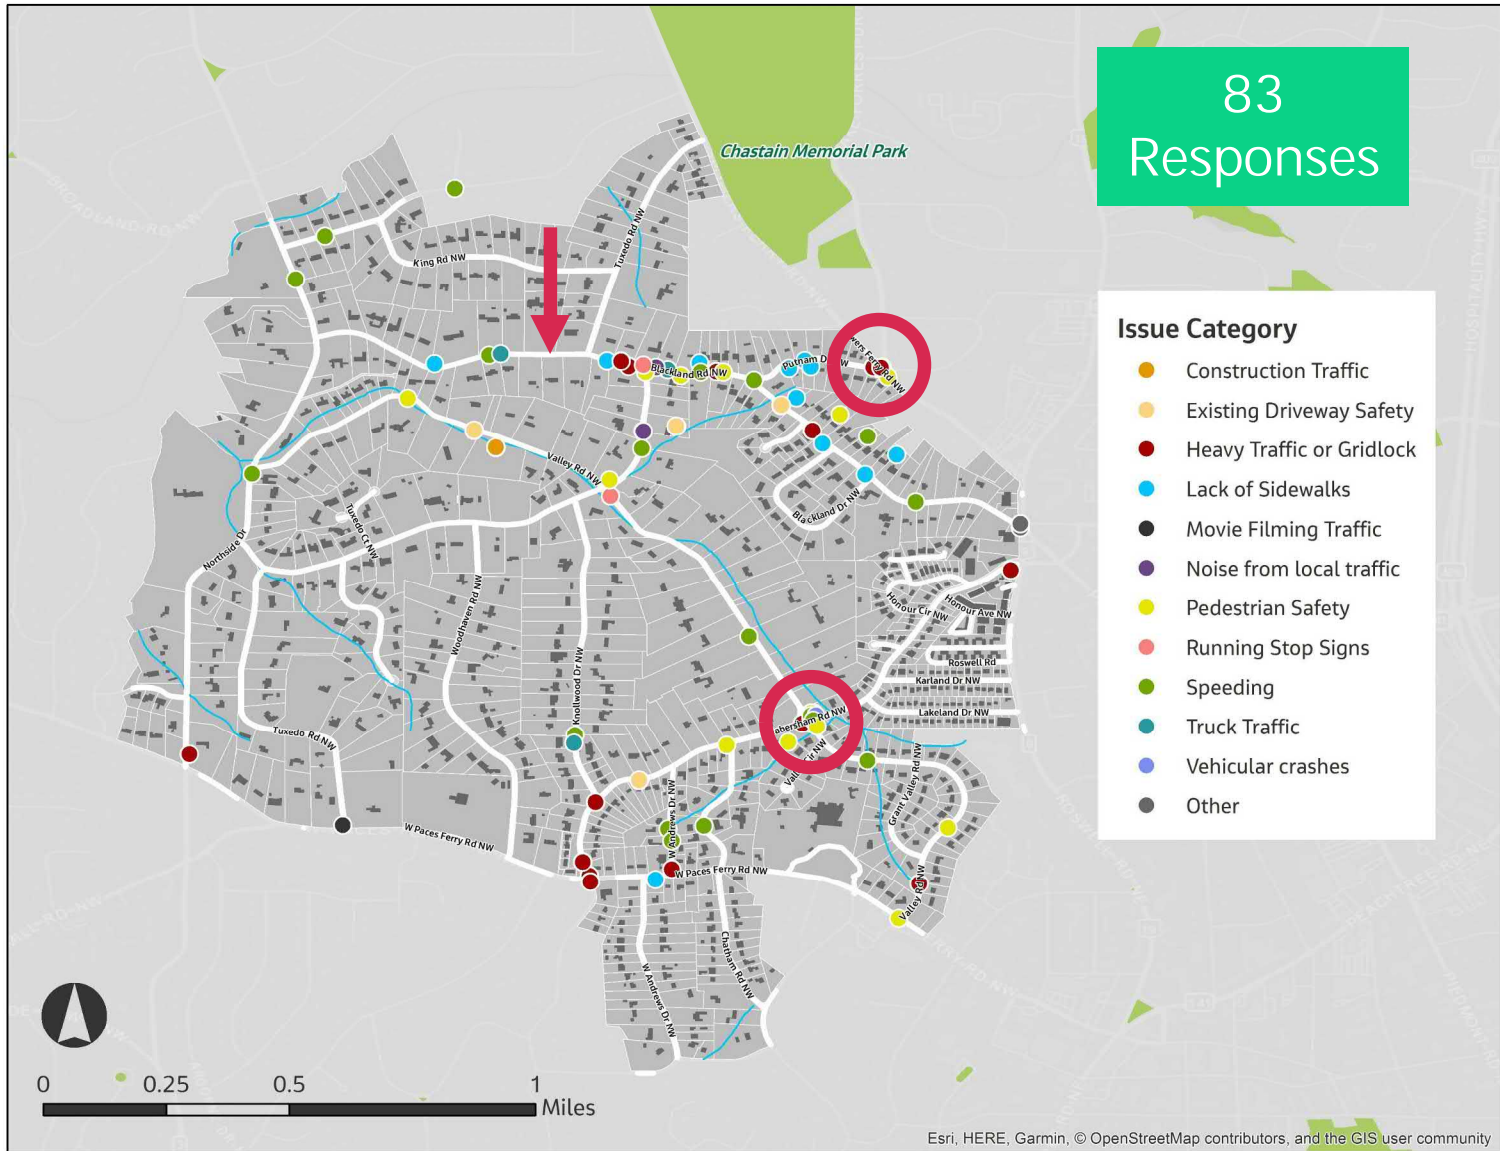 83
Responses
Chastain Memorial Park
Issue Category
Construction Traffic
Existing Driveway Safety
Heavy Traffic or Gridlock
Lack of Sidewalks
Movie Filming Traffic
Noise from local traffic
Pedestrian Safety
Running Stop Signs
Speeding
Truck Traffic
Vehicular crashes
Other
Tuxedo Rd NW
King Rd NW
Blackland Rd NW
Valley Rd NW
Blackland Dr NW
Tuxedo Ct NW
Northside Dr
Woodhaven Rd NW
Knollwood Dr NW
Honour Cir NW
Honour Ave NW
Roswell Rd
Karland Dr NW
Lakeland Dr NW
Tuxedo Rd NW
Grant Valley Rd NW
W Andrews Dr NW
W Paces Ferry Rd NW
W Paces Ferry Rd NW
Valley Rd NW
Chatham Rd NW
W Andrews Dr NW
0 0.25 0.5 1
Miles
Esri, HERE, Garmin, © OpenStreetMap contributors, and the GIS user community